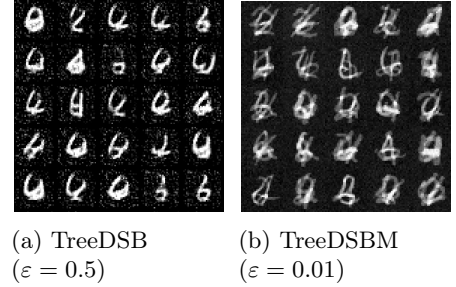 (a) TreeDSB
(ε = 0.5)
(b) TreeDSBM
(ε = 0.01)